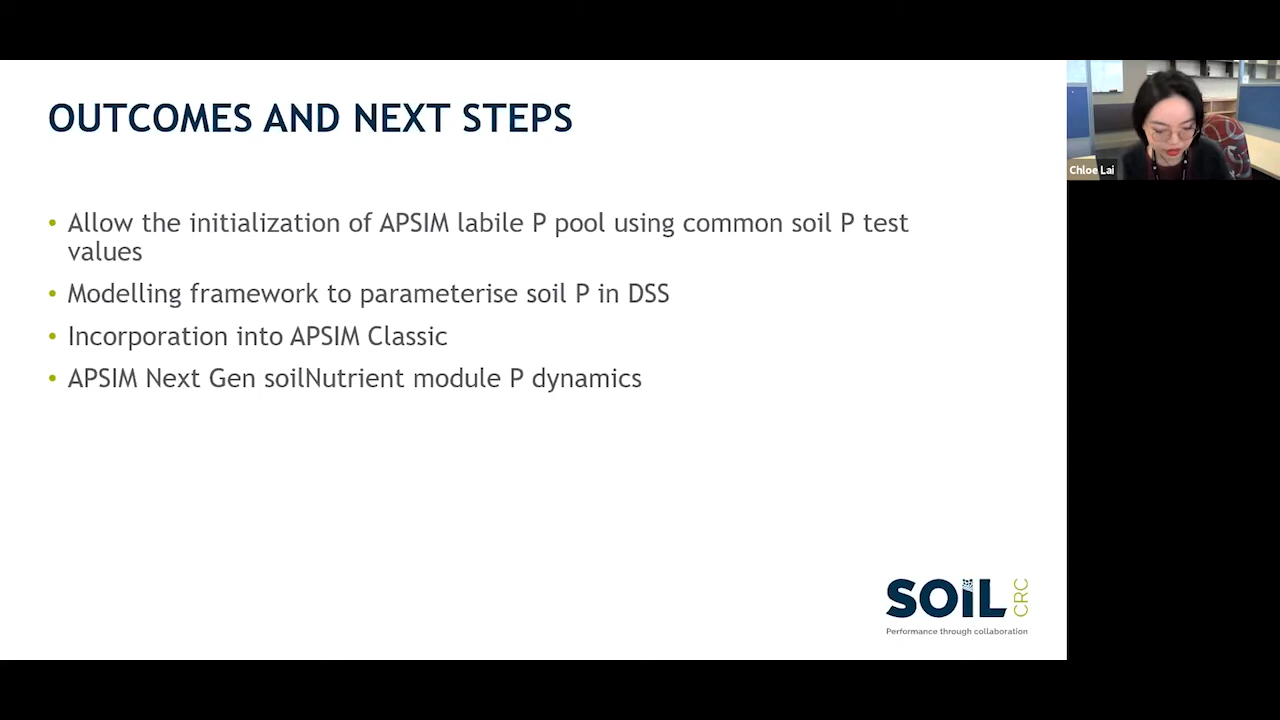 OUTCOMES AND NEXT STEPS
• Allow the initialization of APSIM labile P pool using common soil P test
values
• Modelling framework to parameterise soil P in DSS
• Incorporation into APSIM Classic
• APSIM Next Gen soilNutrient module P dynamics
Chloe Lai
SOIL CRC
Performance through collaboration